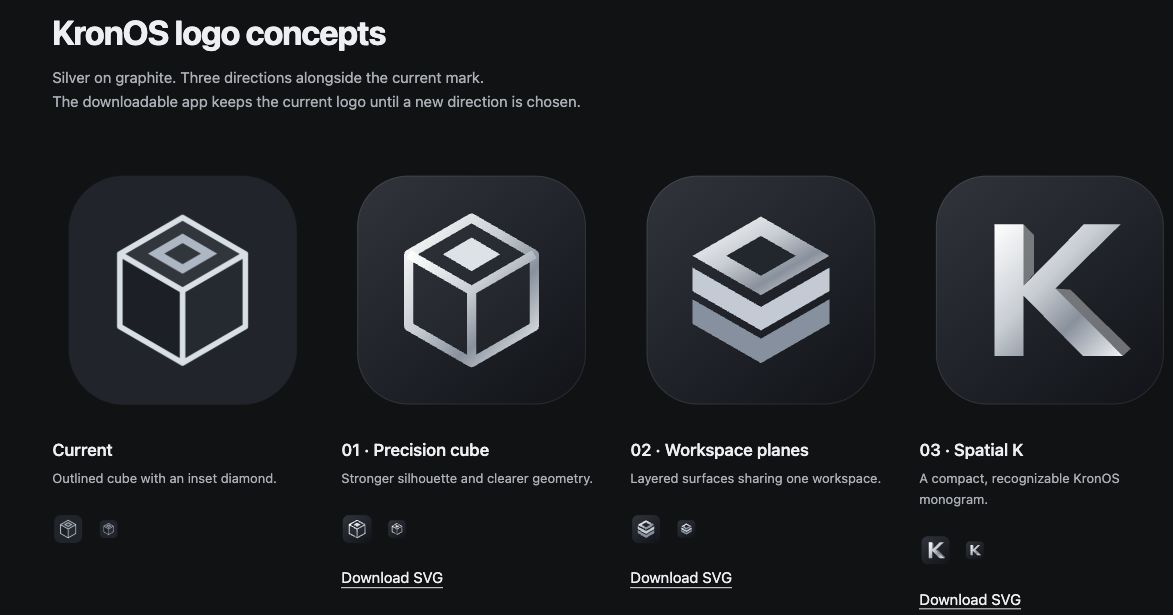 KronOS logo concepts
Silver on graphite. Three directions alongside the current mark.
The downloadable app keeps the current logo until a new direction is chosen.
K
Current
Outlined cube with an inset diamond.
01 · Precision cube
Stronger silhouette and clearer geometry.
Download SVG
02 · Workspace planes
Layered surfaces sharing one workspace.
Download SVG
03 · Spatial K
A compact, recognizable KronOS
monogram.
K
K
Download SVG